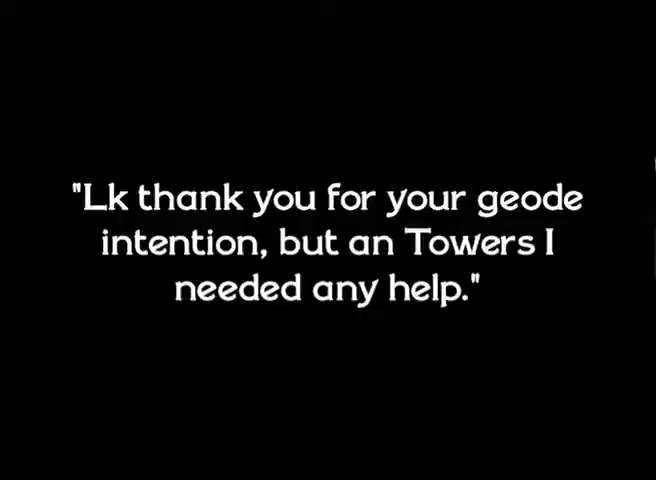 "Lk thank you for your geode
intention, but an Towers I
needed any help."